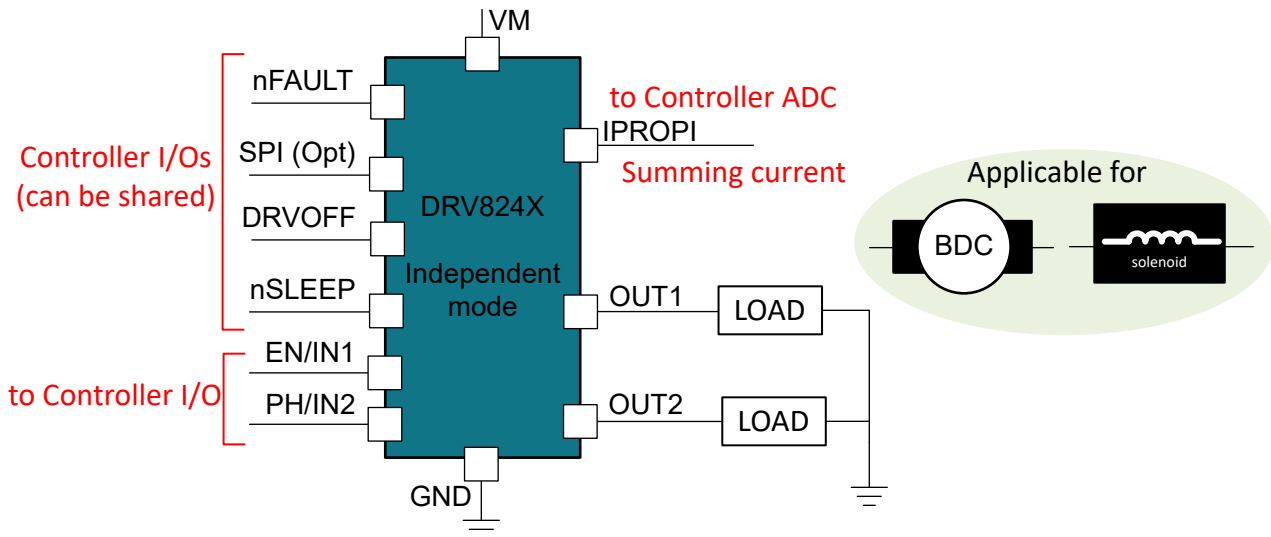 VM
nFAULT
SPI (Opt)
DRVOFF
nSLEEP
Controller I/Os
(can be shared)
EN/IN1
PH/IN2
to Controller I/O
GND
DRV824X
Independent
mode
to Controller ADC
IPROPI
Summing current
OUT1
LOAD
OUT2
LOAD
Applicable for
BDC
solenoid